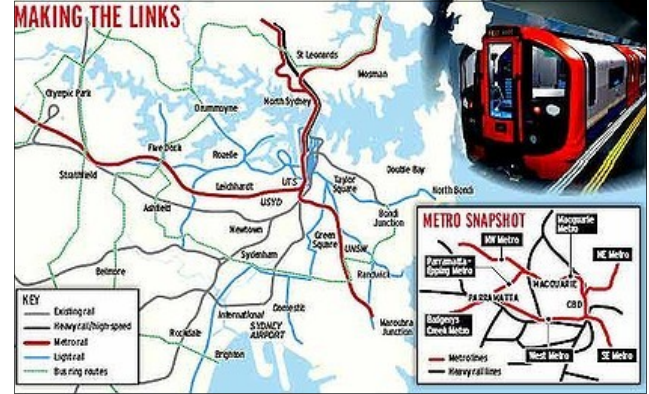 MAKING THE LINKS
St Leonards
Mosman
Olympic Park
North Sydney
Drummoyne
Five Dock
Rozelle
Strathfield
Leichhardt
UTS
Taylor
Square
Double Bay
North Bondi
Ashfield
USYD
Bondi
Junction
Newtown
Green
Square
UNSW
Sydenham
Randwick
Belmore
Domestic
International
SYDNEY
AIRPORT
Maroubra
Junction
Rockdale
Brighton
KEY
Existing rail
Heavy rail/high-speed
Metro rail
Light rail
Bus ring routes
METRO SNAPSHOT
Macquarie
Metro
NW Metro
NE Metro
Parramatta -
Epping Metro
MACQUARIE
PARRAMATTA
CBD
Badgerys
Creek Metro
West Metro
SE Metro
Metro lines
Heavy rail lines